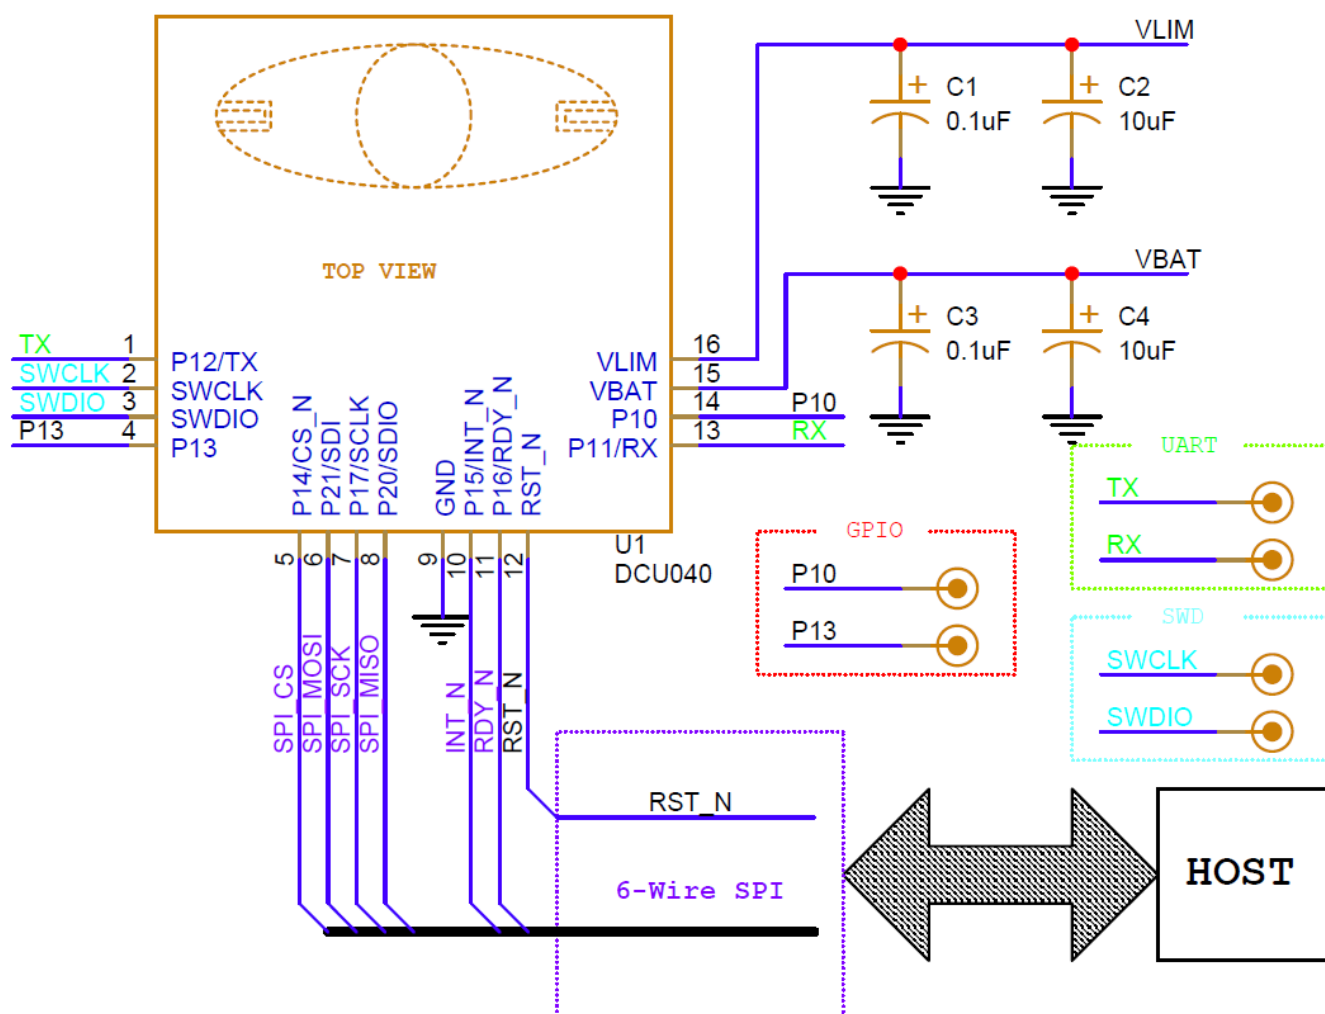 VLIM
C1
0.1uF
C2
10uF
TOP VIEW
VBAT
C3
0.1uF
C4
10uF
TX
1
P12/TX
SWCLK
2
SWCLK
SWDIO
3
SWDIO
P13
4
P13
VLIM
16
VBAT
15
P10
14
P10
P11/RX
13
RX
P14/CS_N
P21/SDI
P17/SCLK
P20/SDIO
GND
P15/INT_N
P16/RDY_N
RST_N
5
6
7
8
9
10
11
12
U1
DCU040
SPI_CS
SPI_MOSI
SPI_SCK
SPI_MISO
INT_N
RDY_N
RST_N
GPIO
P10
P13
UART
TX
RX
SWD
SWCLK
SWDIO
RST_N
6-Wire SPI
HOST